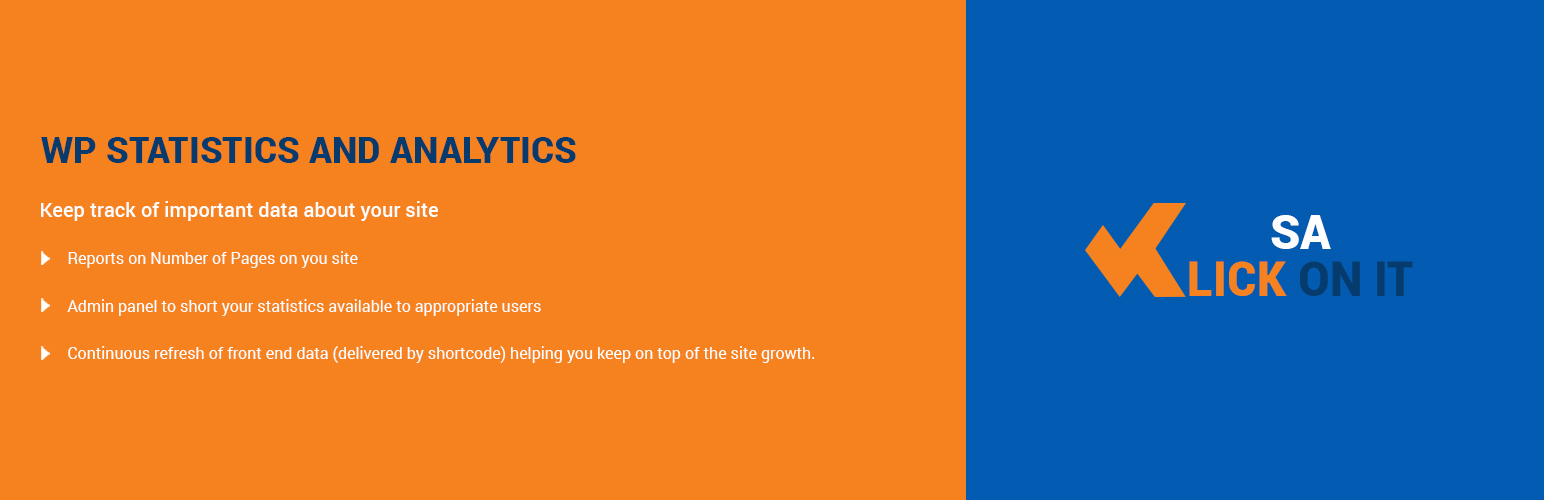 WP STATISTICS AND ANALYTICS
Keep track of important data about your site
Reports on Number of Pages on you site
Admin panel to short your statistics available to appropriate users
Continuous refresh of front end data (delivered by shortcode) helping you keep on top of the site growth.
SA
KLICK ON IT